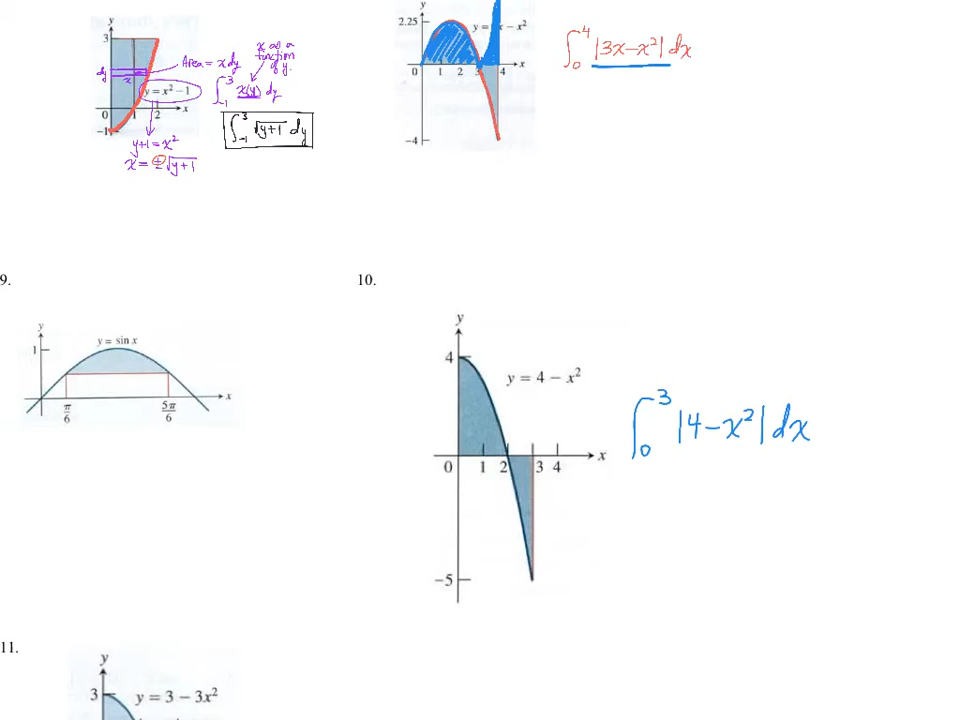 y
3
dy
x
Area = x dy
x as a
function
of y.
∫₁³ x(y) dy
y = x² − 1
0
1
2
x
−1
y+1 = x²
x = ±√y+1
∫₋₁³ √y+1 dy
2.25
y
0
1
2
3
4
x
−4
∫₀⁴ |3x−x²| dx
9.
y
1
y = sin x
π/6
5π/6
x
10.
y
4
y = 4 − x²
0
1
2
3
4
x
−5
∫₀³ |4−x²| dx
11.
y
3
y = 3 − 3x²